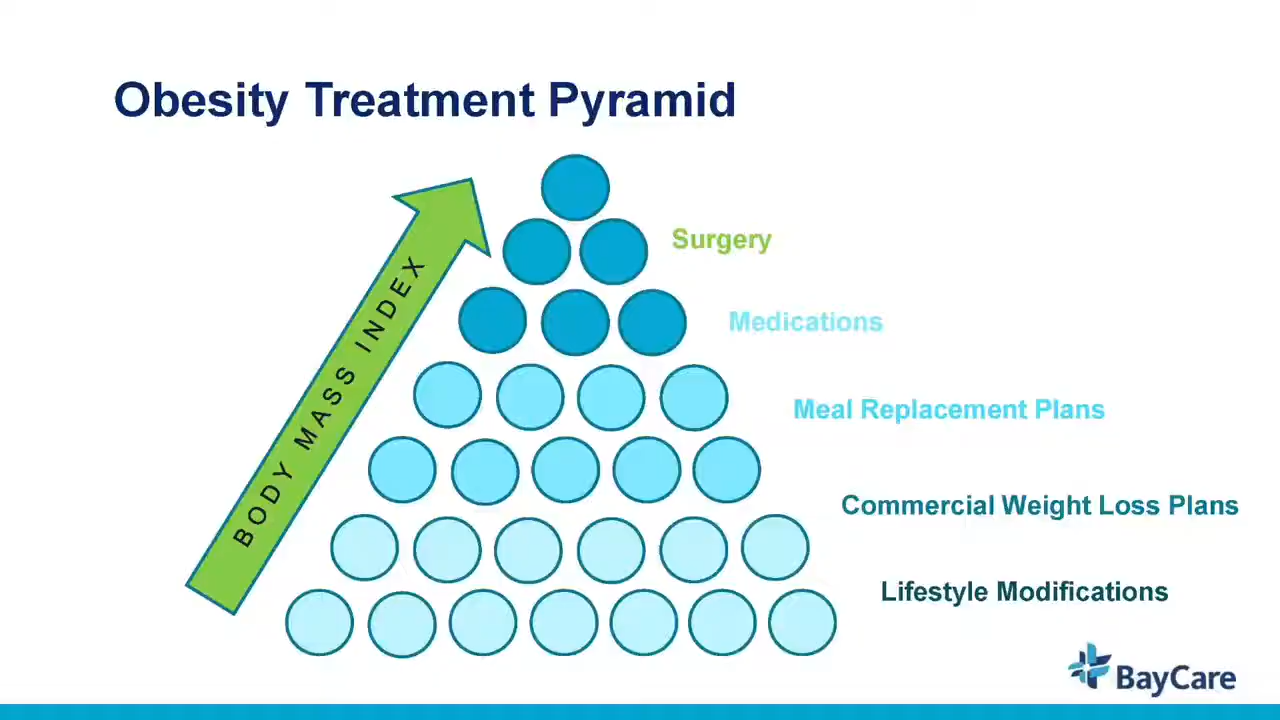 Obesity Treatment Pyramid
BODY MASS INDEX
Surgery
Medications
Meal Replacement Plans
Commercial Weight Loss Plans
Lifestyle Modifications
BayCare